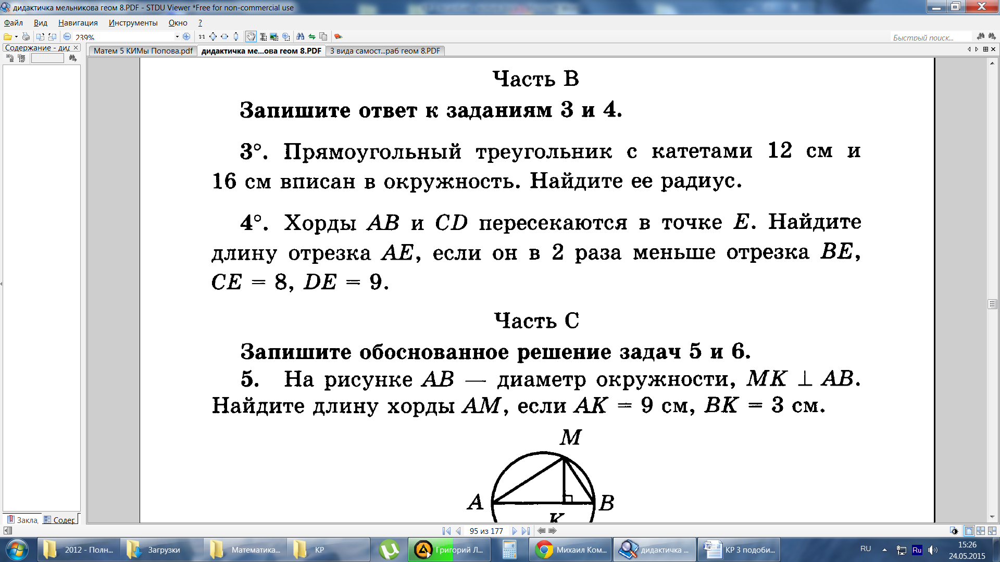 дидактичка мельникова геом 8.PDF - STDU Viewer *Free for non-commercial use
Файл Вид Навигация Инструменты Окно ?
239%
1:1
Быстрый поиск...
Содержание - дид
Матем 5 КИМы Попова.pdf
дидактичка ме...ова геом 8.PDF
3 вида самост...раб геом 8.PDF
Часть В
Запишите ответ к заданиям 3 и 4.
3°. Прямоугольный треугольник с катетами 12 см и
16 см вписан в окружность. Найдите ее радиус.
4°. Хорды AB и CD пересекаются в точке E. Найдите
длину отрезка AE, если он в 2 раза меньше отрезка BE,
CE = 8, DE = 9.
Часть С
Запишите обоснованное решение задач 5 и 6.
5. На рисунке AB — диаметр окружности, MK ⊥ AB.
Найдите длину хорды AM, если AK = 9 см, BK = 3 см.
M
A
B
K
Закла,
Содер
95 из 177
2012 - Полн...
Загрузки
Математика...
КР
Григорий Л...
Михаил Ком...
дидактичка ...
КР 3 подоби...
RU
Ru
15:26
24.05.2015